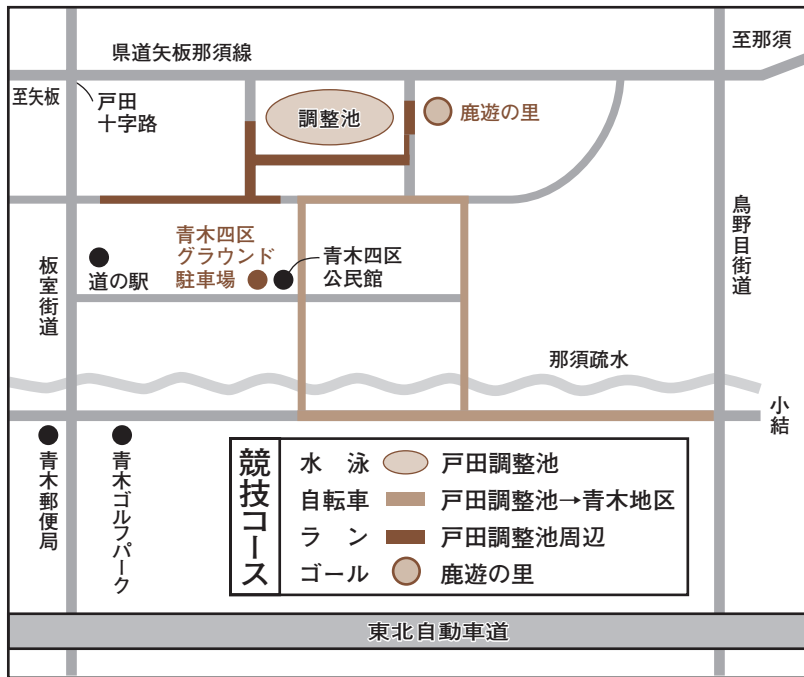 県道矢板那須線
至那須
至矢板
戸田
十字路
調整池
鹿遊の里
青木四区
グラウンド
駐車場
青木四区
公民館
道の駅
板室街道
鳥野目街道
那須疏水
小結
青木郵便局
青木ゴルフパーク
競技コース
水 泳 戸田調整池
自転車 戸田調整池→青木地区
ラ ン 戸田調整池周辺
ゴール 鹿遊の里
東北自動車道